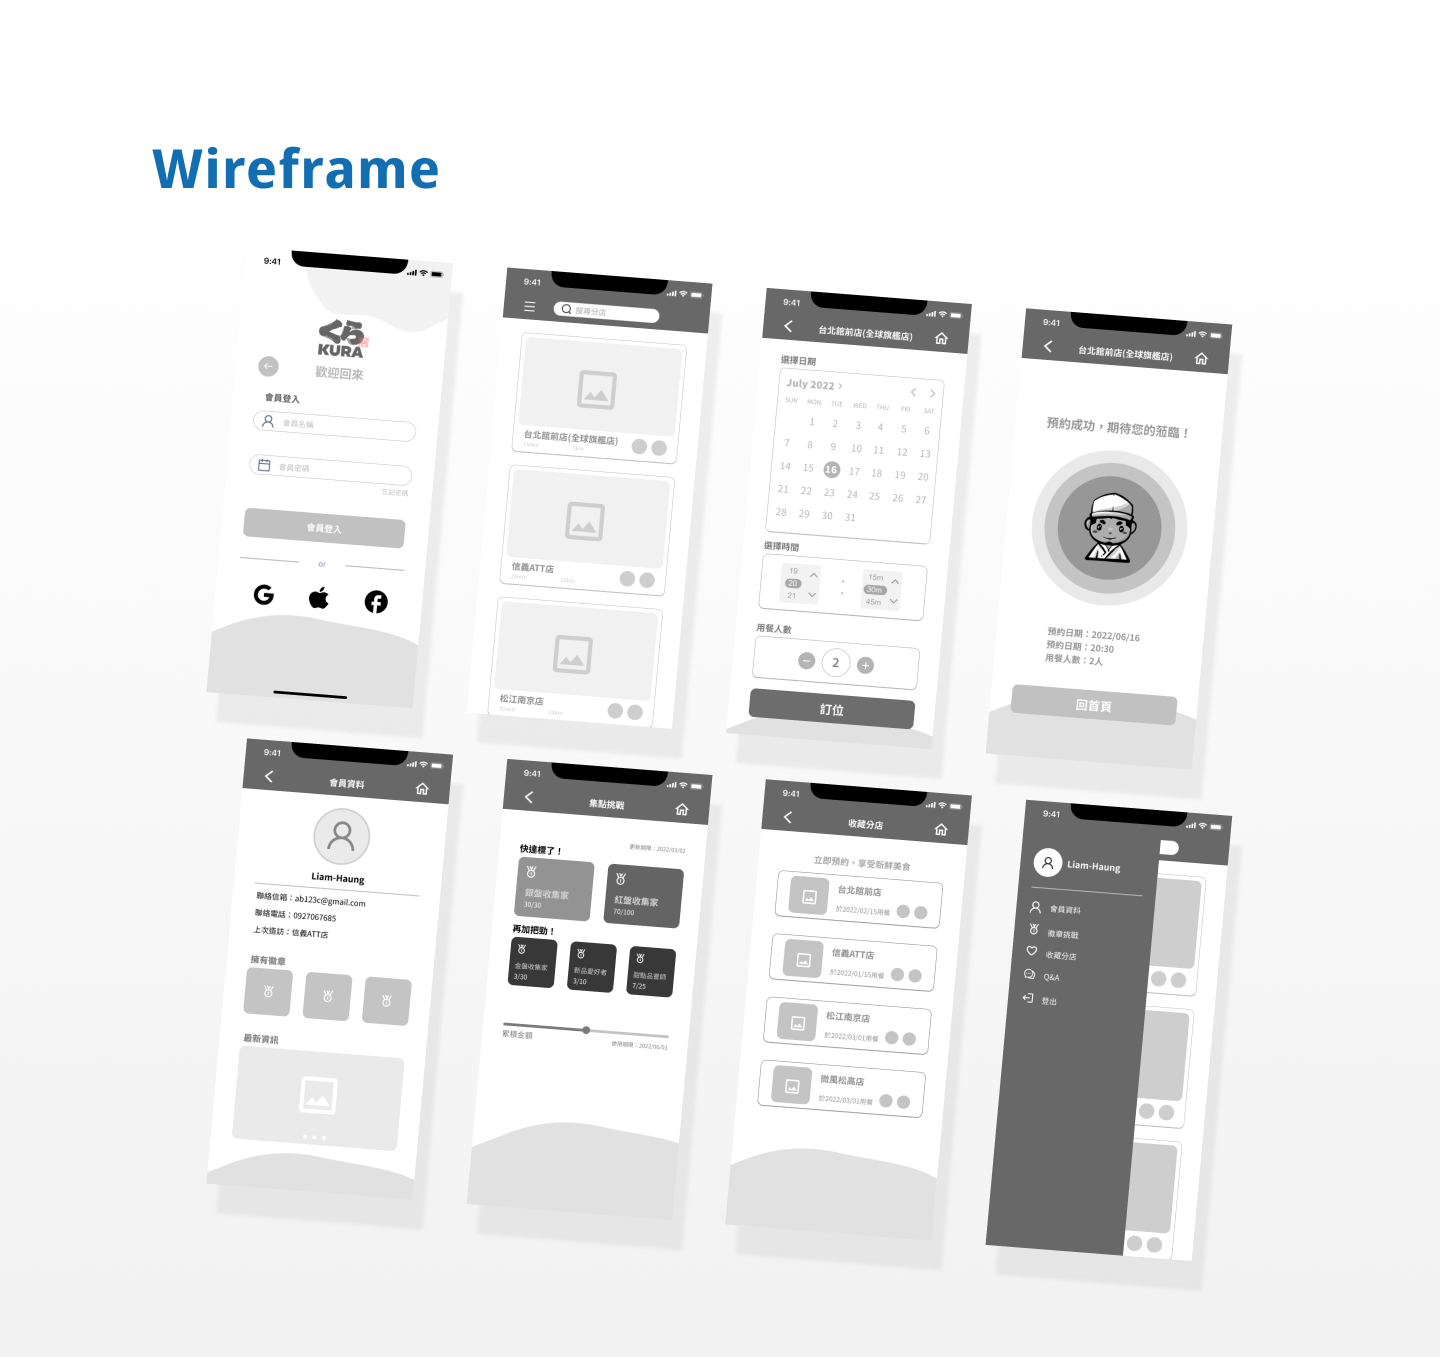 Wireframe
9:41
くら
KURA
歡迎回來
會員登入
會員名稱
會員密碼
忘記密碼
會員登入
or
9:41
搜尋分店
台北館前店(全球旗艦店)
信義ATT店
松江南京店
9:41
台北館前店(全球旗艦店)
選擇日期
July 2022
SUN MON TUE WED THU FRI SAT
1 2 3 4 5 6
7 8 9 10 11 12 13
14 15 16 17 18 19 20
21 22 23 24 25 26 27
28 29 30 31
選擇時間
19 15m
20 : 30m
21 45m
用餐人數
2
訂位
9:41
台北館前店(全球旗艦店)
預約成功，期待您的蒞臨！
預約日期：2022/06/16
預約日期：20:30
用餐人數：2人
回首頁
9:41
會員資料
Liam-Haung
聯絡信箱：ab123c@gmail.com
聯絡電話：0927067685
上次造訪：信義ATT店
擁有徽章
最新資訊
9:41
集點挑戰
快達標了！
更新期限：2022/03/02
銀盤收集家 紅盤收集家
30/30 70/100
再加把勁！
金盤收集家 新品愛好者 甜點品嘗師
3/30 3/10 7/25
累積金額
使用期限：2022/06/01
9:41
收藏分店
立即預約，享受新鮮美食
台北館前店
於2022/02/15用餐
信義ATT店
於2022/01/15用餐
松江南京店
於2022/03/01用餐
微風松高店
於2022/03/01用餐
9:41
Liam-Haung
會員資料
徽章挑戰
收藏分店
Q&A
登出